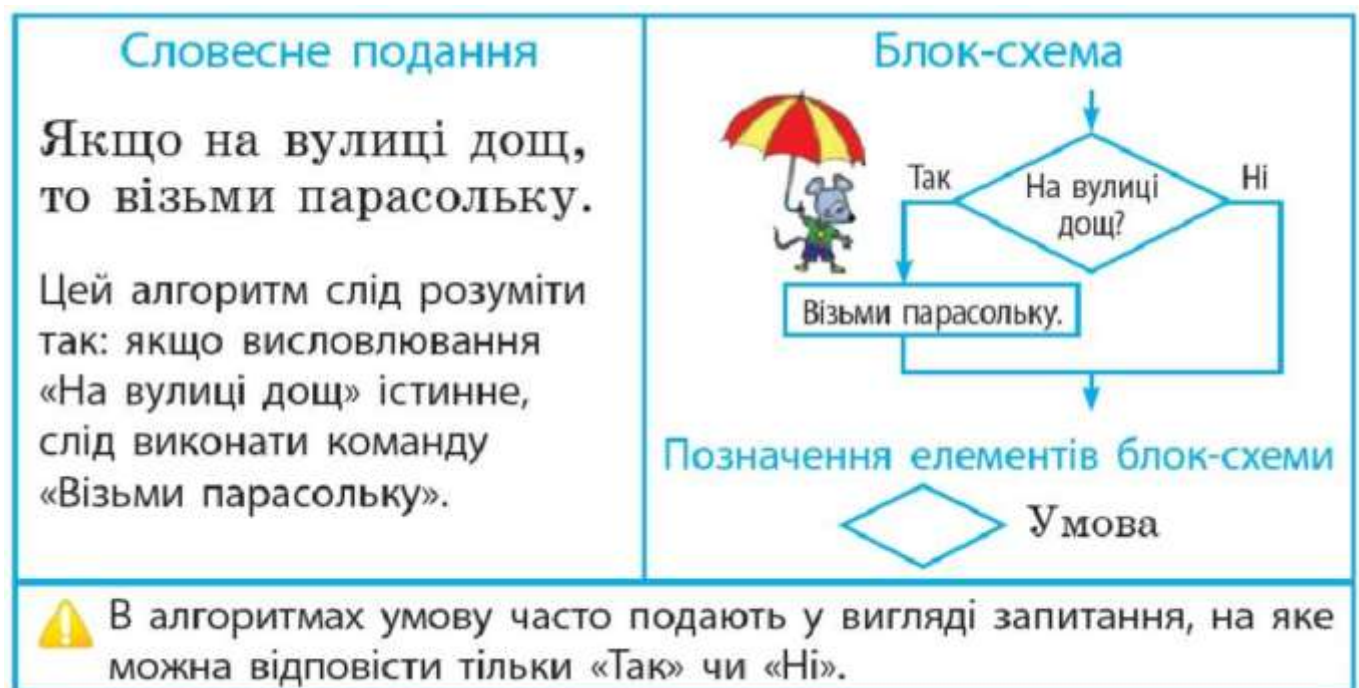 Словесне подання
Якщо на вулиці дощ,
то візьми парасольку.
Цей алгоритм слід розуміти
так: якщо висловлювання
«На вулиці дощ» істинне,
слід виконати команду
«Візьми парасольку».
Блок-схема
Так
На вулиці
дощ?
Ні
Візьми парасольку.
Позначення елементів блок-схеми
Умова
В алгоритмах умову часто подають у вигляді запитання, на яке
можна відповісти тільки «Так» чи «Ні».